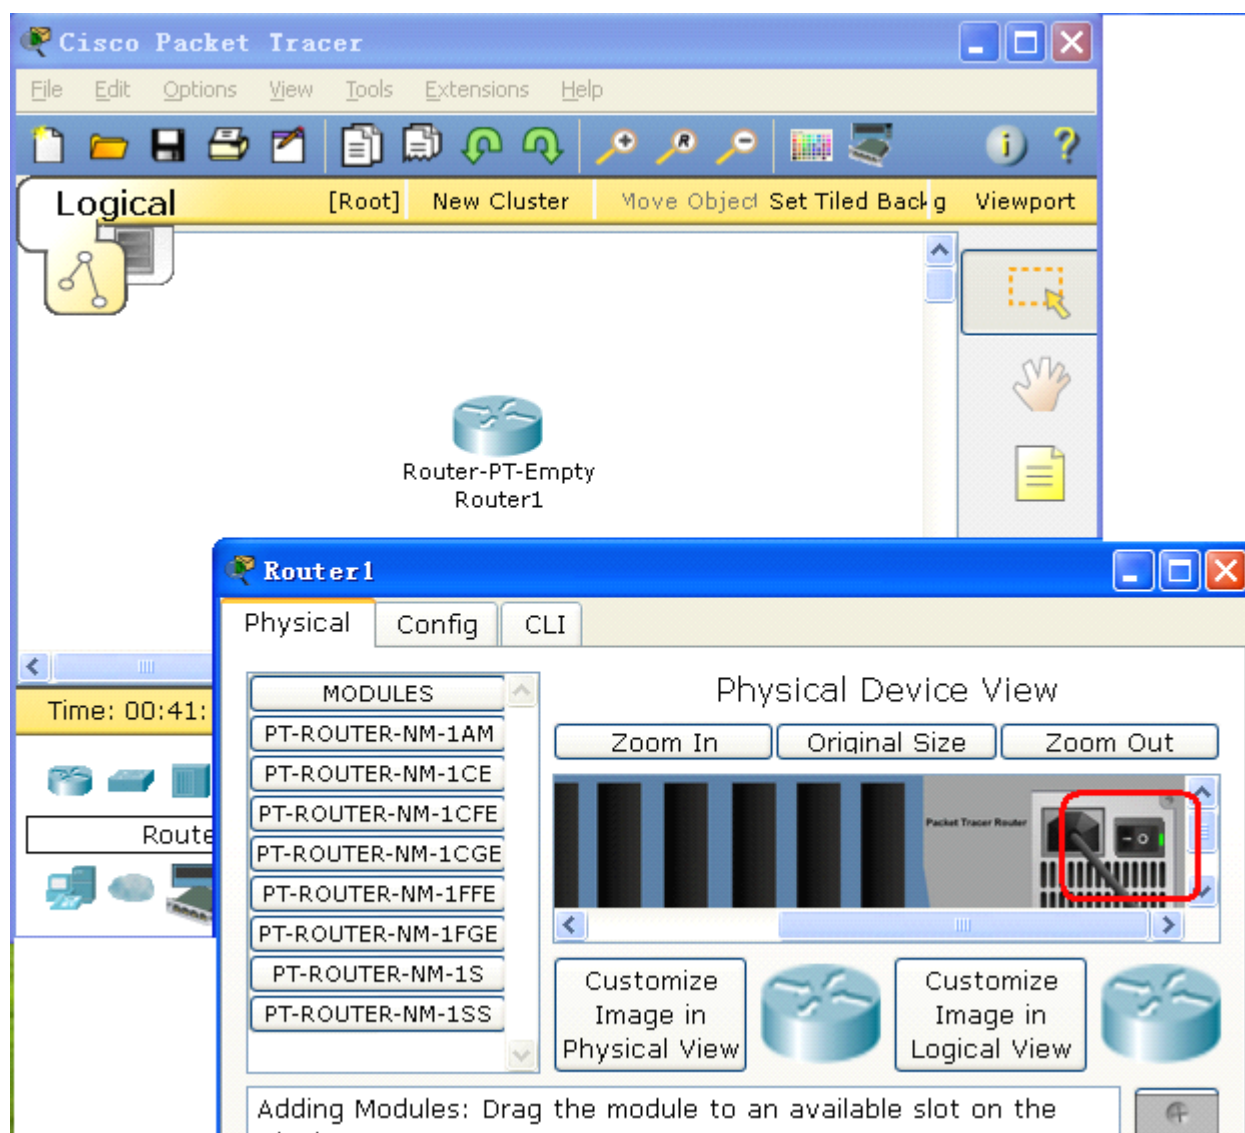 Cisco Packet Tracer
File Edit Options View Tools Extensions Help
Logical [Root] New Cluster Move Object Set Tiled Back g Viewport
Router-PT-Empty
Router1
Router1
Physical Config CLI
MODULES
PT-ROUTER-NM-1AM
PT-ROUTER-NM-1CE
PT-ROUTER-NM-1CFE
PT-ROUTER-NM-1CGE
PT-ROUTER-NM-1FFE
PT-ROUTER-NM-1FGE
PT-ROUTER-NM-1S
PT-ROUTER-NM-1SS
Physical Device View
Zoom In Original Size Zoom Out
Packet Tracer Router
Customize
Image in
Physical View
Customize
Image in
Logical View
Adding Modules: Drag the module to an available slot on the
Time: 00:41:
Route